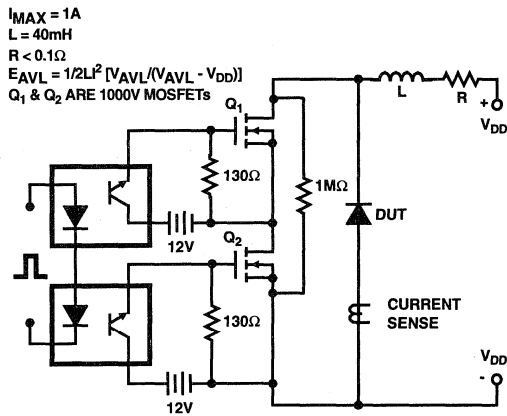 IMAX = 1A
L = 40mH
R < 0.1Ω
EAVL = 1/2LI² [VAVL/(VAVL - VDD)]
Q1 & Q2 ARE 1000V MOSFETs
Q1
L
R
+
VDD
130Ω
1MΩ
12V
DUT
Q2
130Ω
CURRENT
SENSE
VDD
-
12V